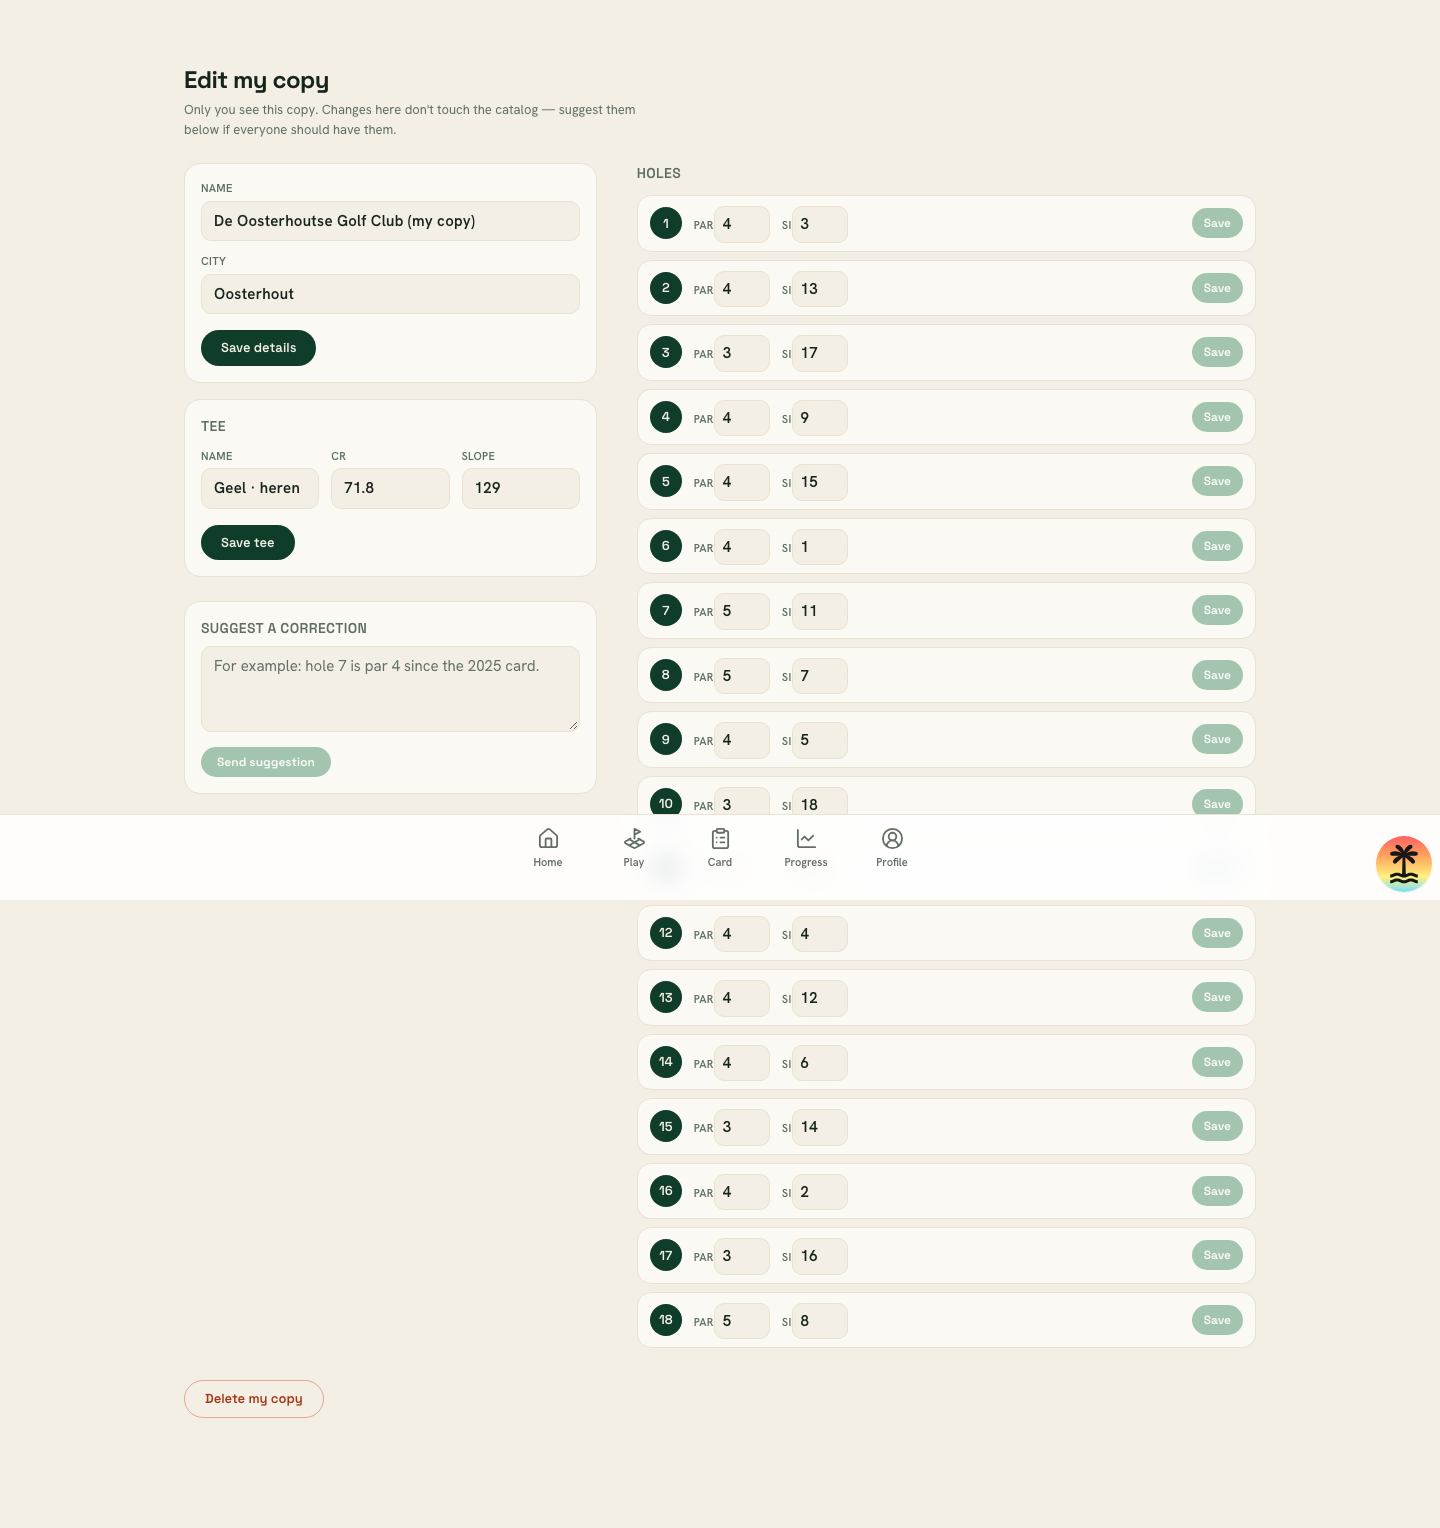 Edit my copy
Only you see this copy. Changes here don't touch the catalog — suggest them
below if everyone should have them.
NAME
De Oosterhoutse Golf Club (my copy)
CITY
Oosterhout
Save details
TEE
NAME CR SLOPE
Geel · heren 71.8 129
Save tee
SUGGEST A CORRECTION
For example: hole 7 is par 4 since the 2025 card.
Send suggestion
HOLES
1 PAR 4 SI 3 Save
2 PAR 4 SI 13 Save
3 PAR 3 SI 17 Save
4 PAR 4 SI 9 Save
5 PAR 4 SI 15 Save
6 PAR 4 SI 1 Save
7 PAR 5 SI 11 Save
8 PAR 5 SI 7 Save
9 PAR 4 SI 5 Save
10 PAR 3 SI 18 Save
Home Play Card Progress Profile
12 PAR 4 SI 4 Save
13 PAR 4 SI 12 Save
14 PAR 4 SI 6 Save
15 PAR 3 SI 14 Save
16 PAR 4 SI 2 Save
17 PAR 3 SI 16 Save
18 PAR 5 SI 8 Save
Delete my copy